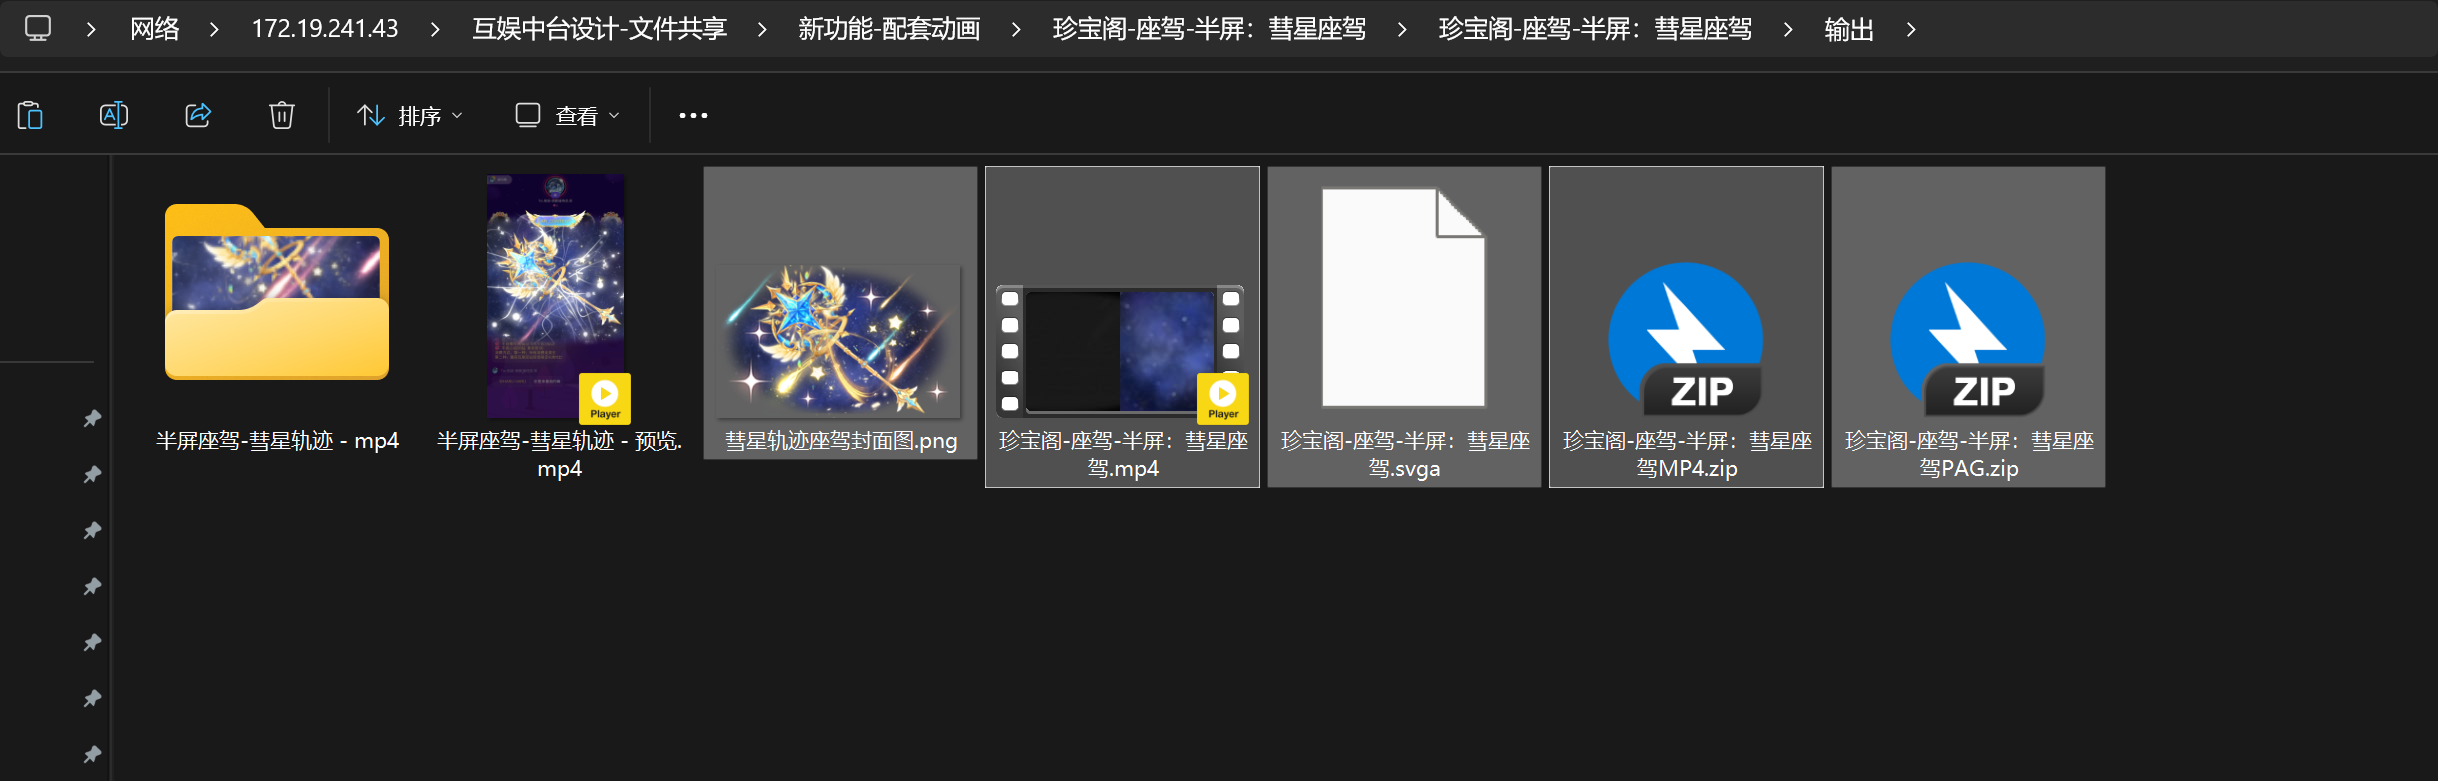 网络 172.19.241.43 互娱中台设计-文件共享 新功能-配套动画 珍宝阁-座驾-半屏：彗星座驾 珍宝阁-座驾-半屏：彗星座驾 输出
排序 查看
Player
Player
ZIP
ZIP
半屏座驾-彗星轨迹 - mp4
半屏座驾-彗星轨迹 - 预览.
mp4
彗星轨迹座驾封面图.png
珍宝阁-座驾-半屏：彗星座
驾.mp4
珍宝阁-座驾-半屏：彗星座
驾.svga
珍宝阁-座驾-半屏：彗星座
驾MP4.zip
珍宝阁-座驾-半屏：彗星座
驾PAG.zip